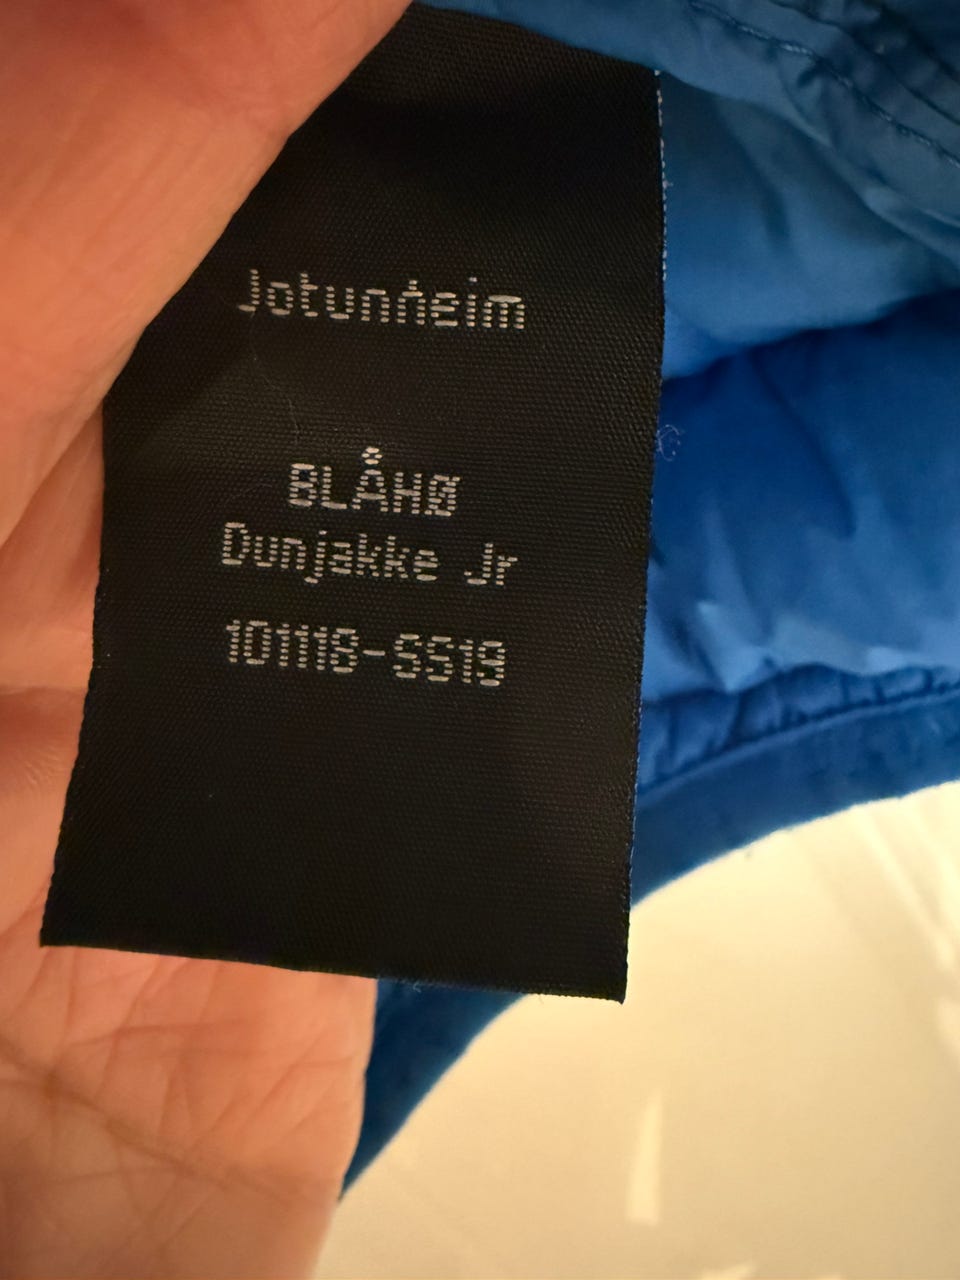 Jotunheim
BLÅHØ
Dunjakke Jr
101118-SS19